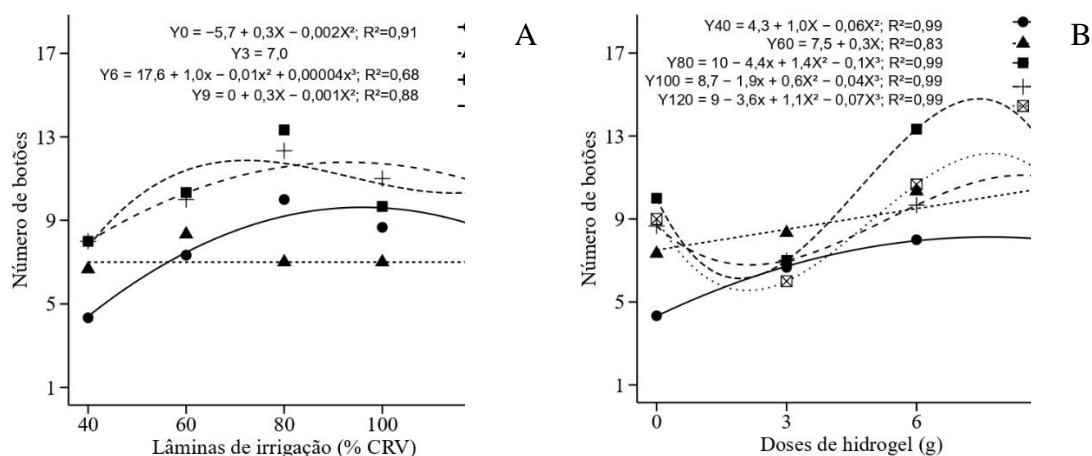 Y0 = −5,7 + 0,3X − 0,002X²; R²=0,91
Y3 = 7,0
Y6 = 17,6 + 1,0x − 0,01x² + 0,00004x³; R²=0,68
Y9 = 0 + 0,3X − 0,001X²; R²=0,88
A
Número de botões
17
13
9
5
1
40
60
80
100
Lâminas de irrigação (% CRV)
Y40 = 4,3 + 1,0X − 0,06X²; R²=0,99
Y60 = 7,5 + 0,3X; R²=0,83
Y80 = 10 − 4,4x + 1,4X² − 0,1X³; R²=0,99
Y100 = 8,7 − 1,9x + 0,6X² − 0,04X³; R²=0,99
Y120 = 9 − 3,6x + 1,1X² − 0,07X³; R²=0,99
B
Número de botões
17
13
9
5
1
0
3
6
Doses de hidrogel (g)